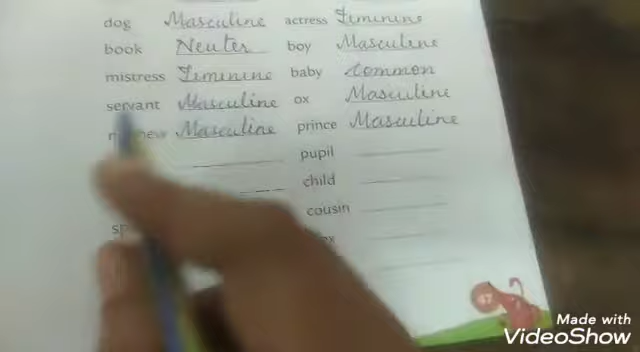 dog Masculine actress Feminine
book Neuter boy Masculine
mistress Feminine baby common
servant Masculine ox Masculine
Masculine prince Masculine
pupil
child
cousin
Made with
VideoShow